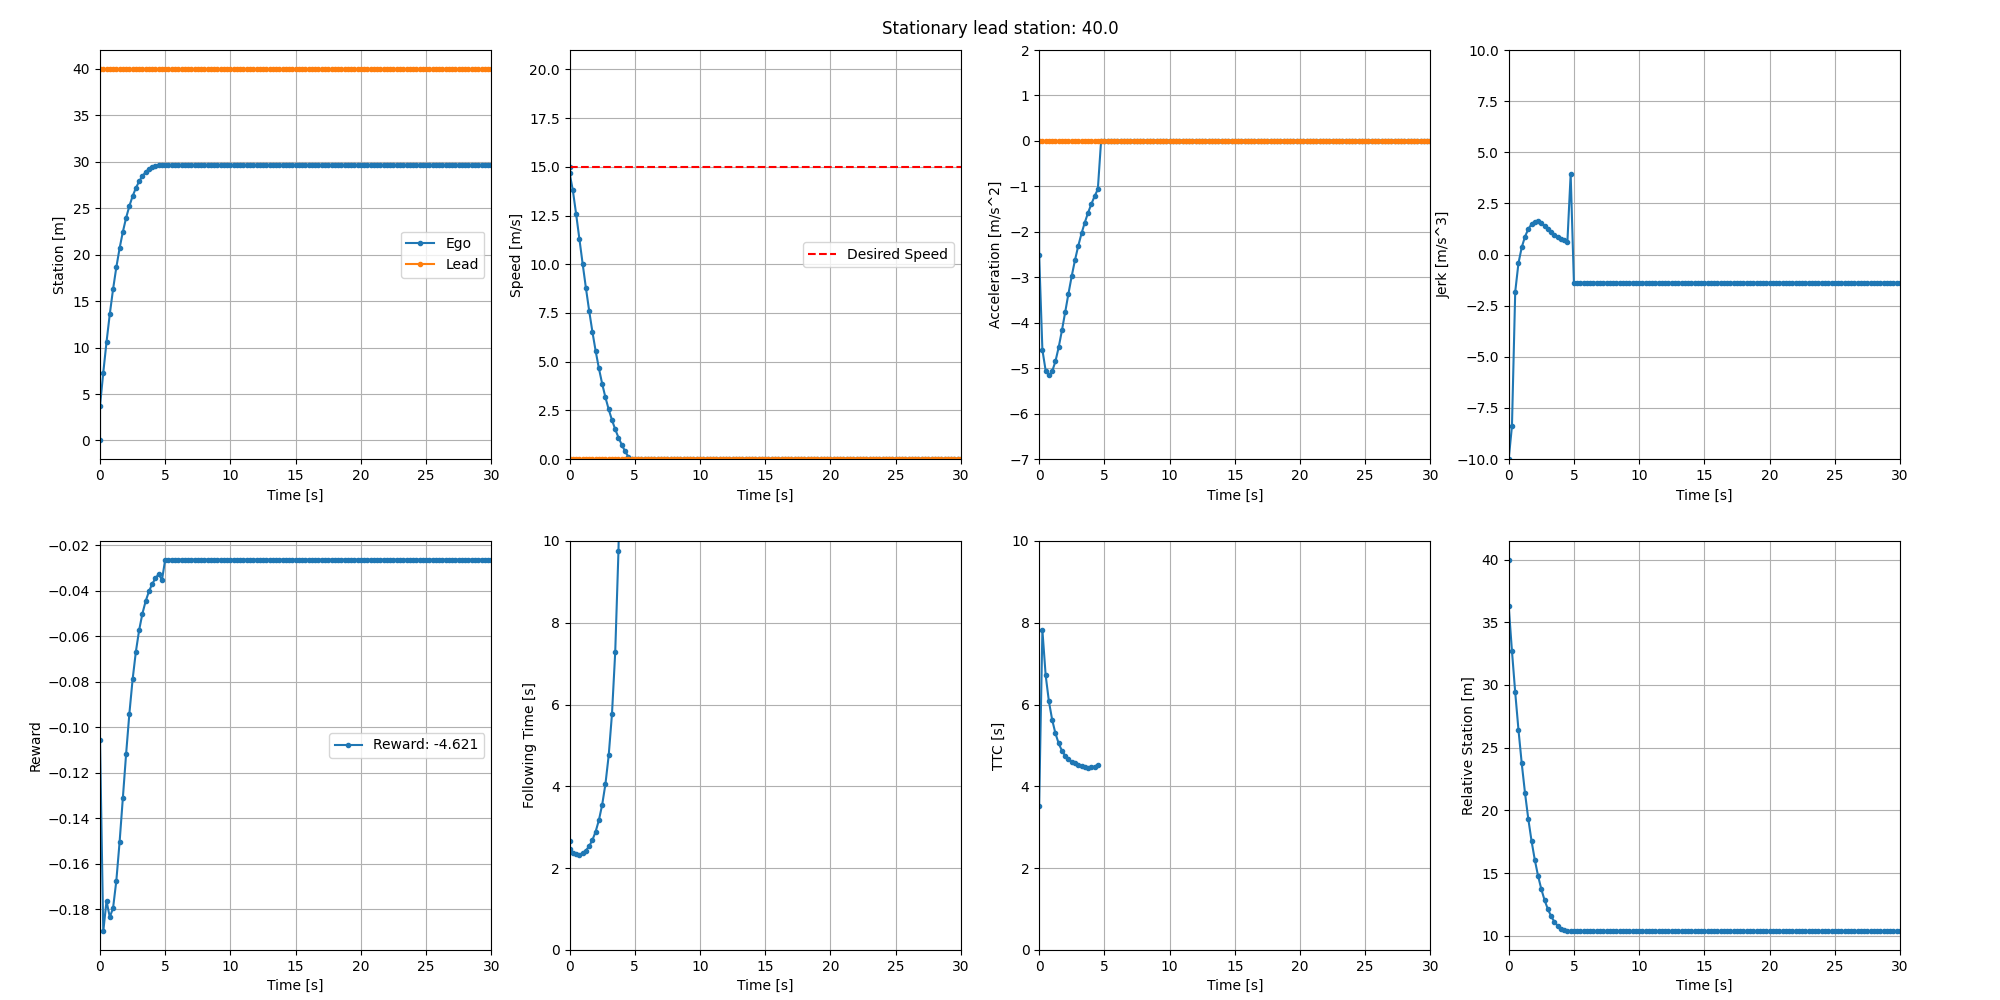 Stationary lead station: 40.0
40
35
30
25
20
15
10
5
0
Station [m]
Ego
Lead
0 5 10 15 20 25 30
Time [s]
20.0
17.5
15.0
12.5
10.0
7.5
5.0
2.5
0.0
Speed [m/s]
Desired Speed
0 5 10 15 20 25 30
Time [s]
2
1
0
−1
−2
−3
−4
−5
−6
−7
Acceleration [m/s^2]
0 5 10 15 20 25 30
Time [s]
10.0
7.5
5.0
2.5
0.0
−2.5
−5.0
−7.5
−10.0
Jerk [m/s^3]
0 5 10 15 20 25 30
Time [s]
−0.02
−0.04
−0.06
−0.08
−0.10
−0.12
−0.14
−0.16
−0.18
Reward
Reward: -4.621
0 5 10 15 20 25 30
Time [s]
10
8
6
4
2
0
Following Time [s]
0 5 10 15 20 25 30
Time [s]
10
8
6
4
2
0
TTC [s]
0 5 10 15 20 25 30
Time [s]
40
35
30
25
20
15
10
Relative Station [m]
0 5 10 15 20 25 30
Time [s]